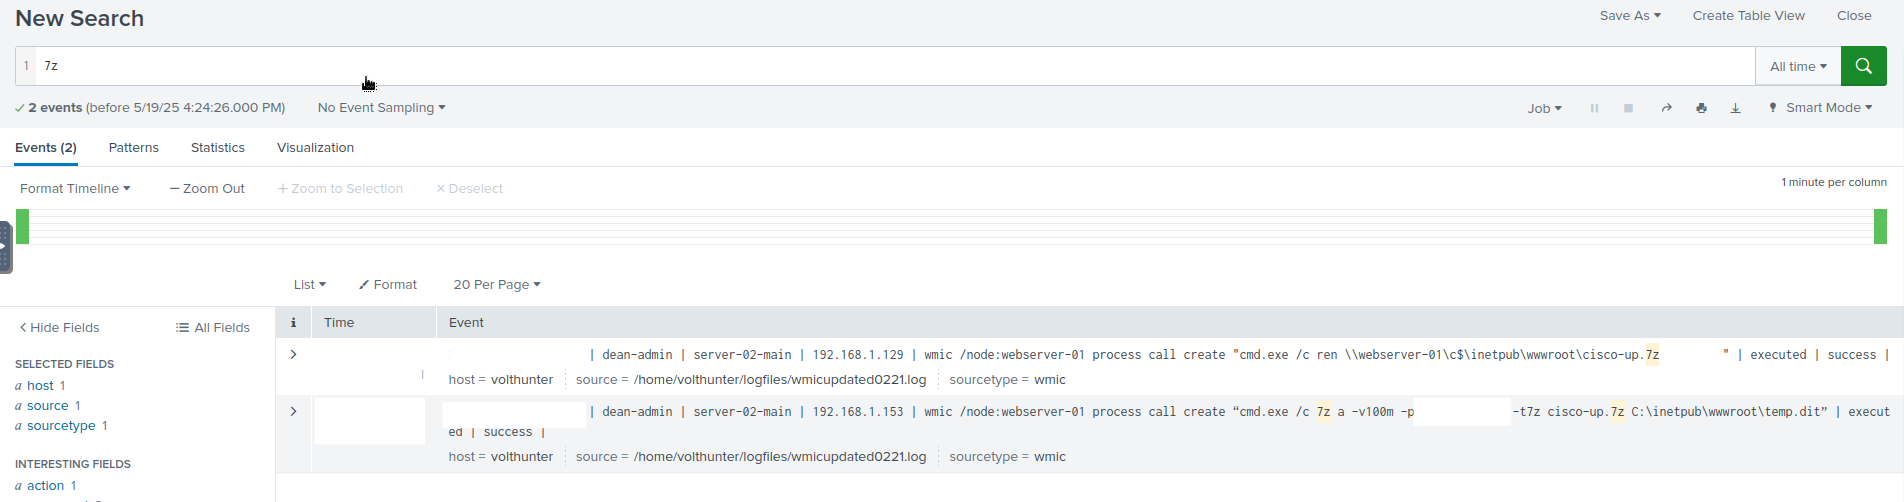 New Search
Save As Create Table View Close
1 7z All time
2 events (before 5/19/25 4:24:26.000 PM) No Event Sampling Job Smart Mode
Events (2) Patterns Statistics Visualization
Format Timeline — Zoom Out + Zoom to Selection × Deselect 1 minute per column
List Format 20 Per Page
Hide Fields All Fields i Time Event
SELECTED FIELDS
a host 1
a source 1
a sourcetype 1
INTERESTING FIELDS
a action 1
| dean-admin | server-02-main | 192.168.1.129 | wmic /node:webserver-01 process call create "cmd.exe /c ren \\webserver-01\c$\inetpub\wwwroot\cisco-up.7z " | executed | success |
host = volthunter source = /home/volthunter/logfiles/wmicupdated0221.log sourcetype = wmic
| dean-admin | server-02-main | 192.168.1.153 | wmic /node:webserver-01 process call create “cmd.exe /c 7z a -v100m -p -t7z cisco-up.7z C:\inetpub\wwwroot\temp.dit” | execut
ed | success |
host = volthunter source = /home/volthunter/logfiles/wmicupdated0221.log sourcetype = wmic